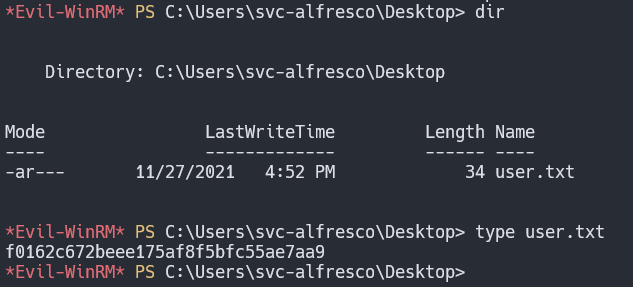 *Evil-WinRM* PS C:\Users\svc-alfresco\Desktop> dir
Directory: C:\Users\svc-alfresco\Desktop
Mode LastWriteTime Length Name
---- ------------- ------ ----
-ar--- 11/27/2021 4:52 PM 34 user.txt
*Evil-WinRM* PS C:\Users\svc-alfresco\Desktop> type user.txt
f0162c672beee175af8f5bfc55ae7aa9
*Evil-WinRM* PS C:\Users\svc-alfresco\Desktop>